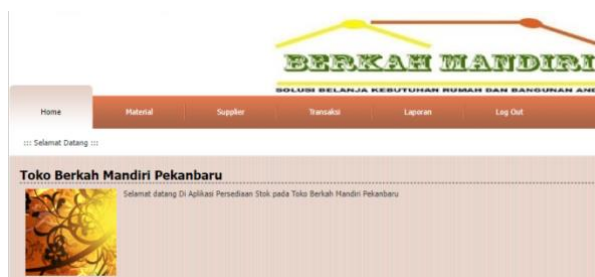 BERKAH MANDIRI
SOLUSI BELANJA KEBUTUHAN RUMAH DAN BANGUNAN AND
Home Material Supplier Transaksi Laporan Log Out
::: Selamat Datang :::
Toko Berkah Mandiri Pekanbaru
Selamat datang Di Aplikasi Persediaan Stok pada Toko Berkah Mandiri Pekanbaru